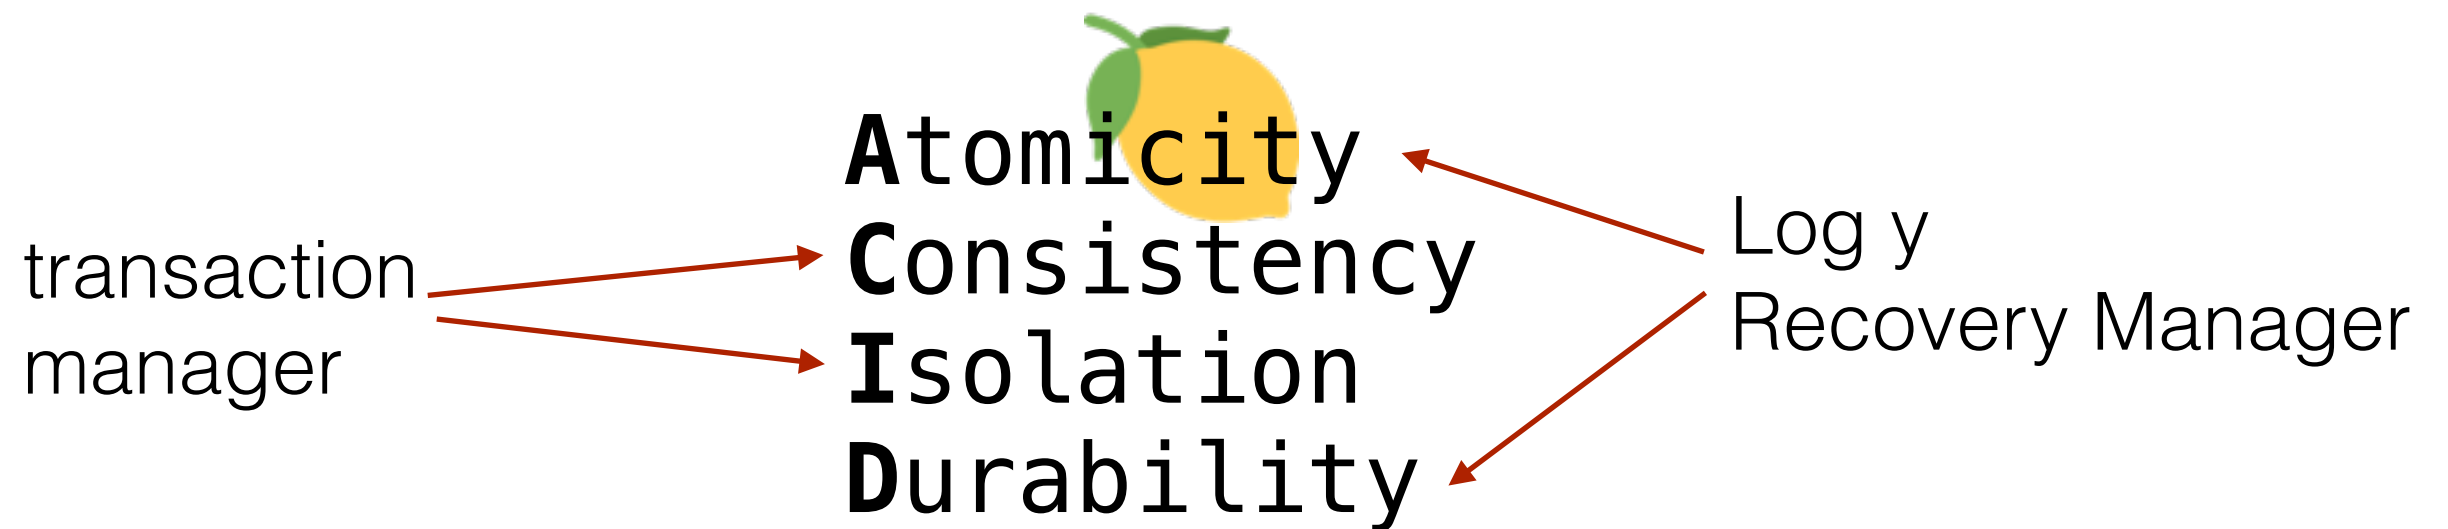 transaction
manager
Atomicity
Consistency
Isolation
Durability
Log y
Recovery Manager